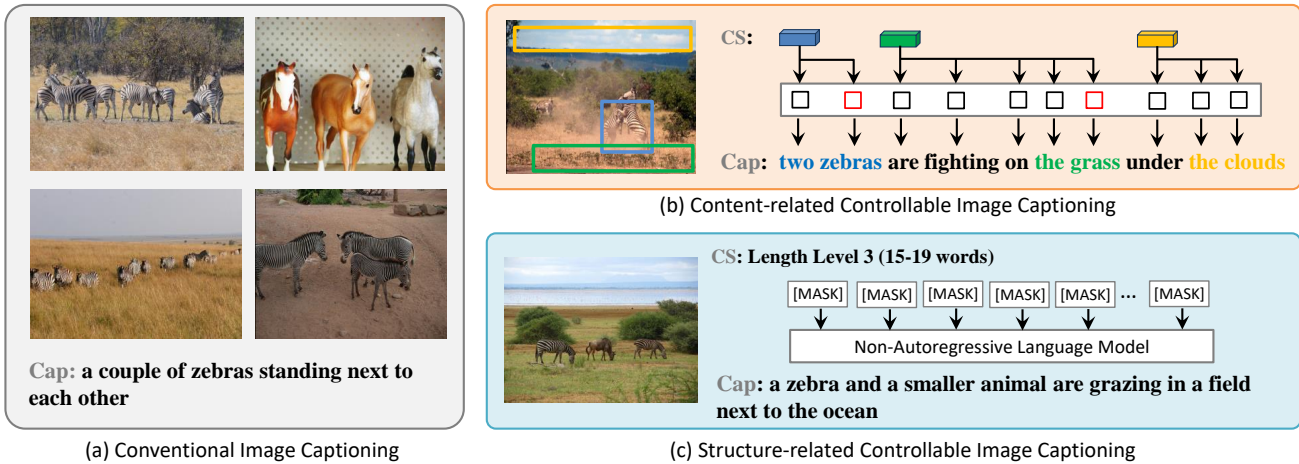 Cap: a couple of zebras standing next to
each other
(a) Conventional Image Captioning
CS:
Cap: two zebras are fighting on the grass under the clouds
(b) Content-related Controllable Image Captioning
CS: Length Level 3 (15-19 words)
[MASK] [MASK] [MASK] [MASK] [MASK] ... [MASK]
Non-Autoregressive Language Model
Cap: a zebra and a smaller animal are grazing in a field
next to the ocean
(c) Structure-related Controllable Image Captioning